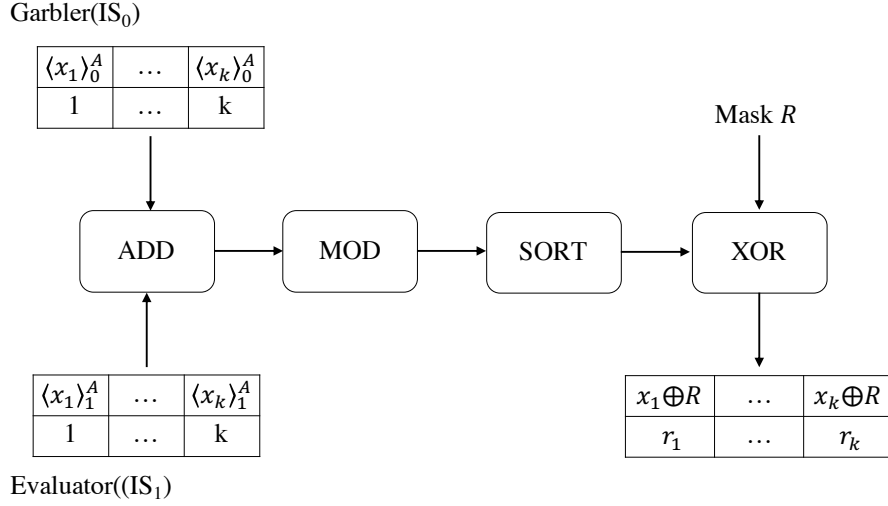 Garbler(IS₀)
⟨x₁⟩₀ᴬ … ⟨xₖ⟩₀ᴬ
1 … k
Mask R
ADD MOD SORT XOR
⟨x₁⟩₁ᴬ … ⟨xₖ⟩₁ᴬ
1 … k
x₁⊕R … xₖ⊕R
r₁ … rₖ
Evaluator((IS₁)